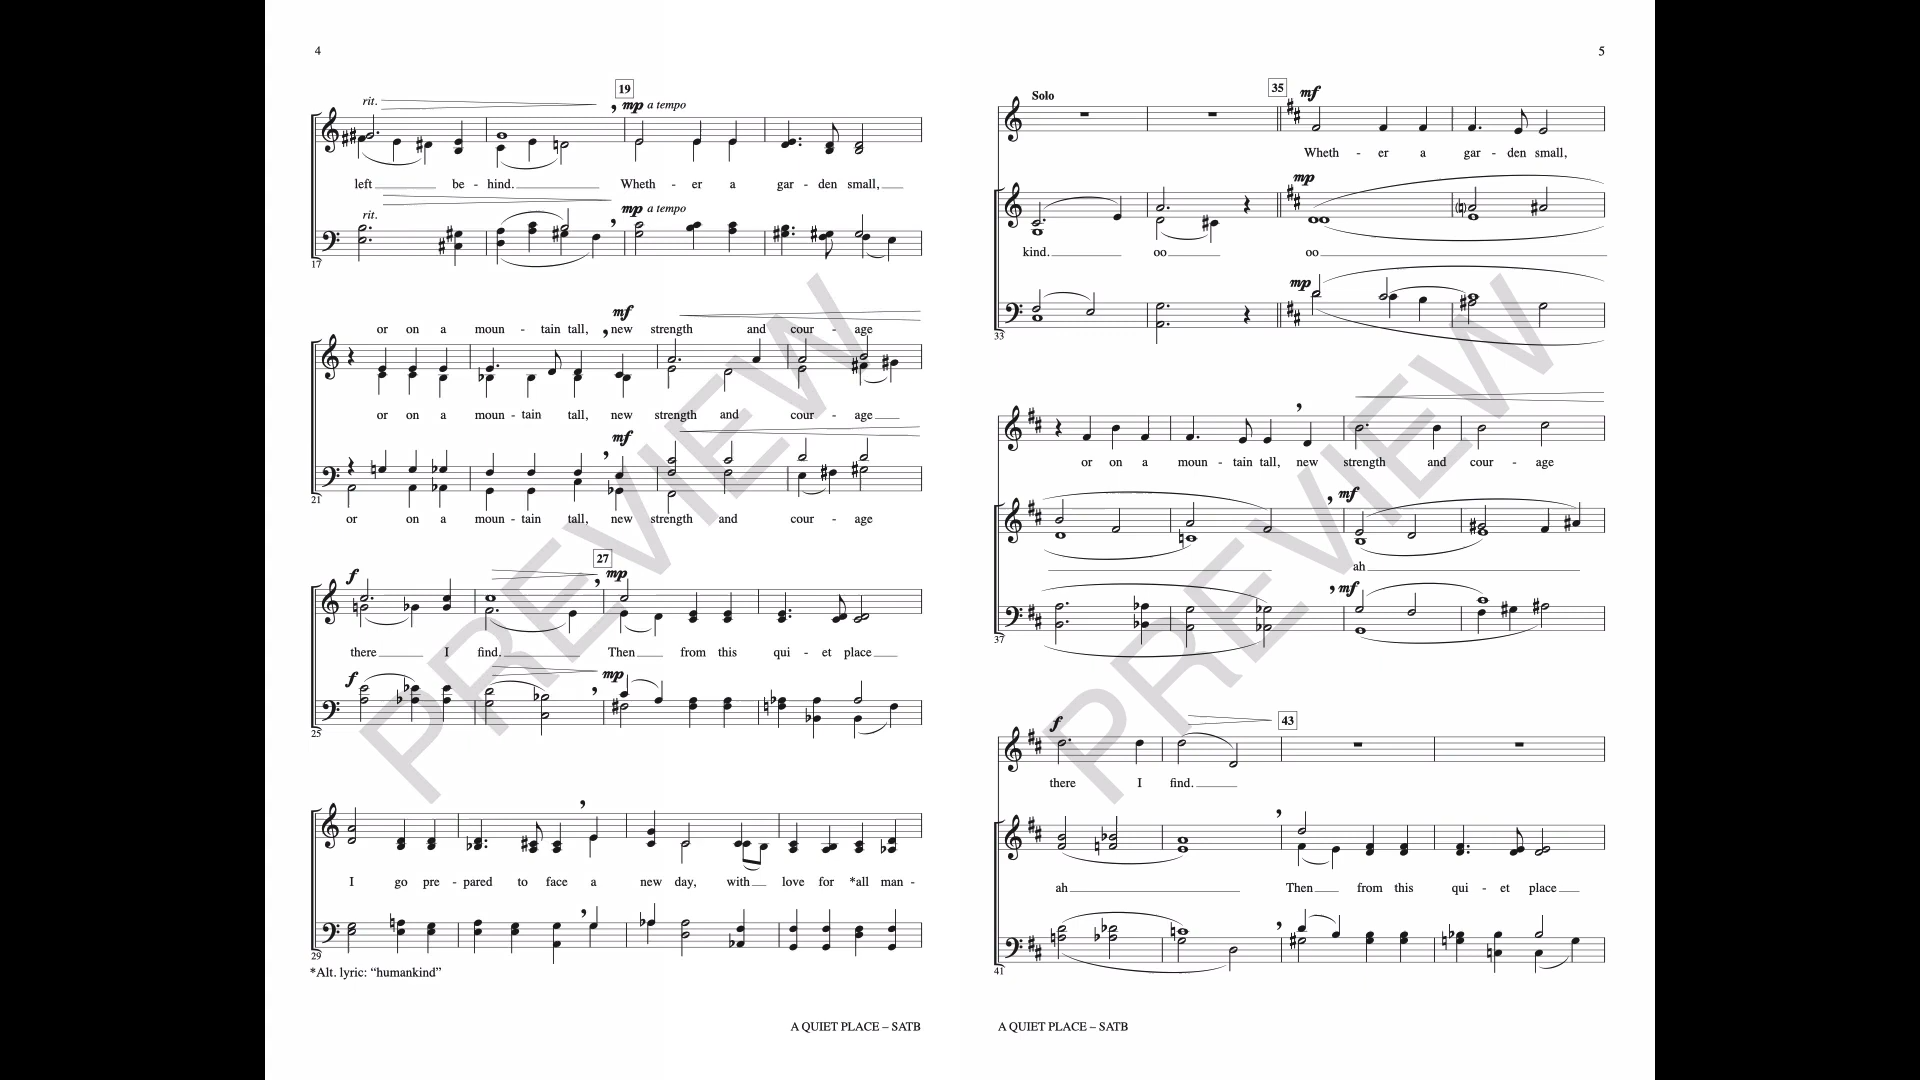 4
rit.
19
mp a tempo
left be - hind. Wheth - er a gar - den small,
rit.
mp a tempo
17
mf
or on a moun - tain tall, new strength and cour - age
or on a moun - tain tall, new strength and cour - age
mf
21
or on a moun - tain tall, new strength and cour - age
27
f mp
there I find. Then from this qui - et place
f mp
25
I go pre - pared to face a new day, with love for *all man -
29
*Alt. lyric: “humankind”
A QUIET PLACE – SATB
5
Solo
35
mf
Wheth - er a gar - den small,
mp
kind. oo oo
mp
33
or on a moun - tain tall, new strength and cour - age
mf
ah
mf
37
f
43
there I find.
ah Then from this qui - et place
41
A QUIET PLACE – SATB
PREVIEW
PREVIEW